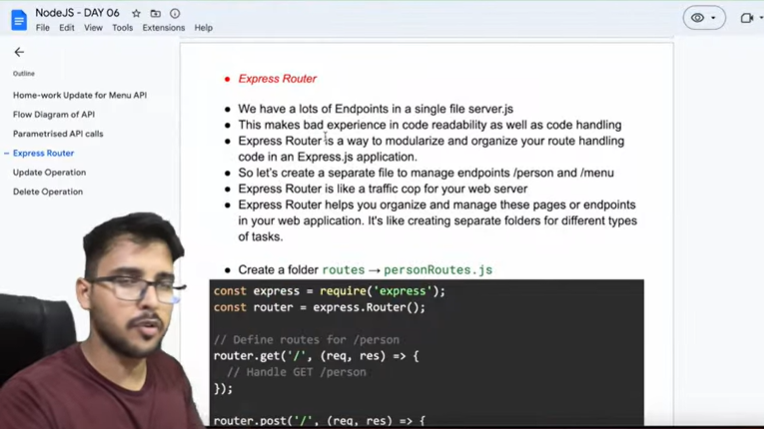 NodeJS - DAY 06
File Edit View Tools Extensions Help
Outline
Home-work Update for Menu API
Flow Diagram of API
Parametrised API calls
Express Router
Update Operation
Delete Operation
• Express Router
• We have a lots of Endpoints in a single file server.js
• This makes bad experience in code readability as well as code handling
• Express Router is a way to modularize and organize your route handling
code in an Express.js application.
• So let's create a separate file to manage endpoints /person and /menu
• Express Router is like a traffic cop for your web server
• Express Router helps you organize and manage these pages or endpoints
in your web application. It's like creating separate folders for different types
of tasks.
• Create a folder routes → personRoutes.js
const express = require('express');
const router = express.Router();
// Define routes for /person
router.get('/', (req, res) => {
// Handle GET /person
});
router.post('/', (req, res) => {